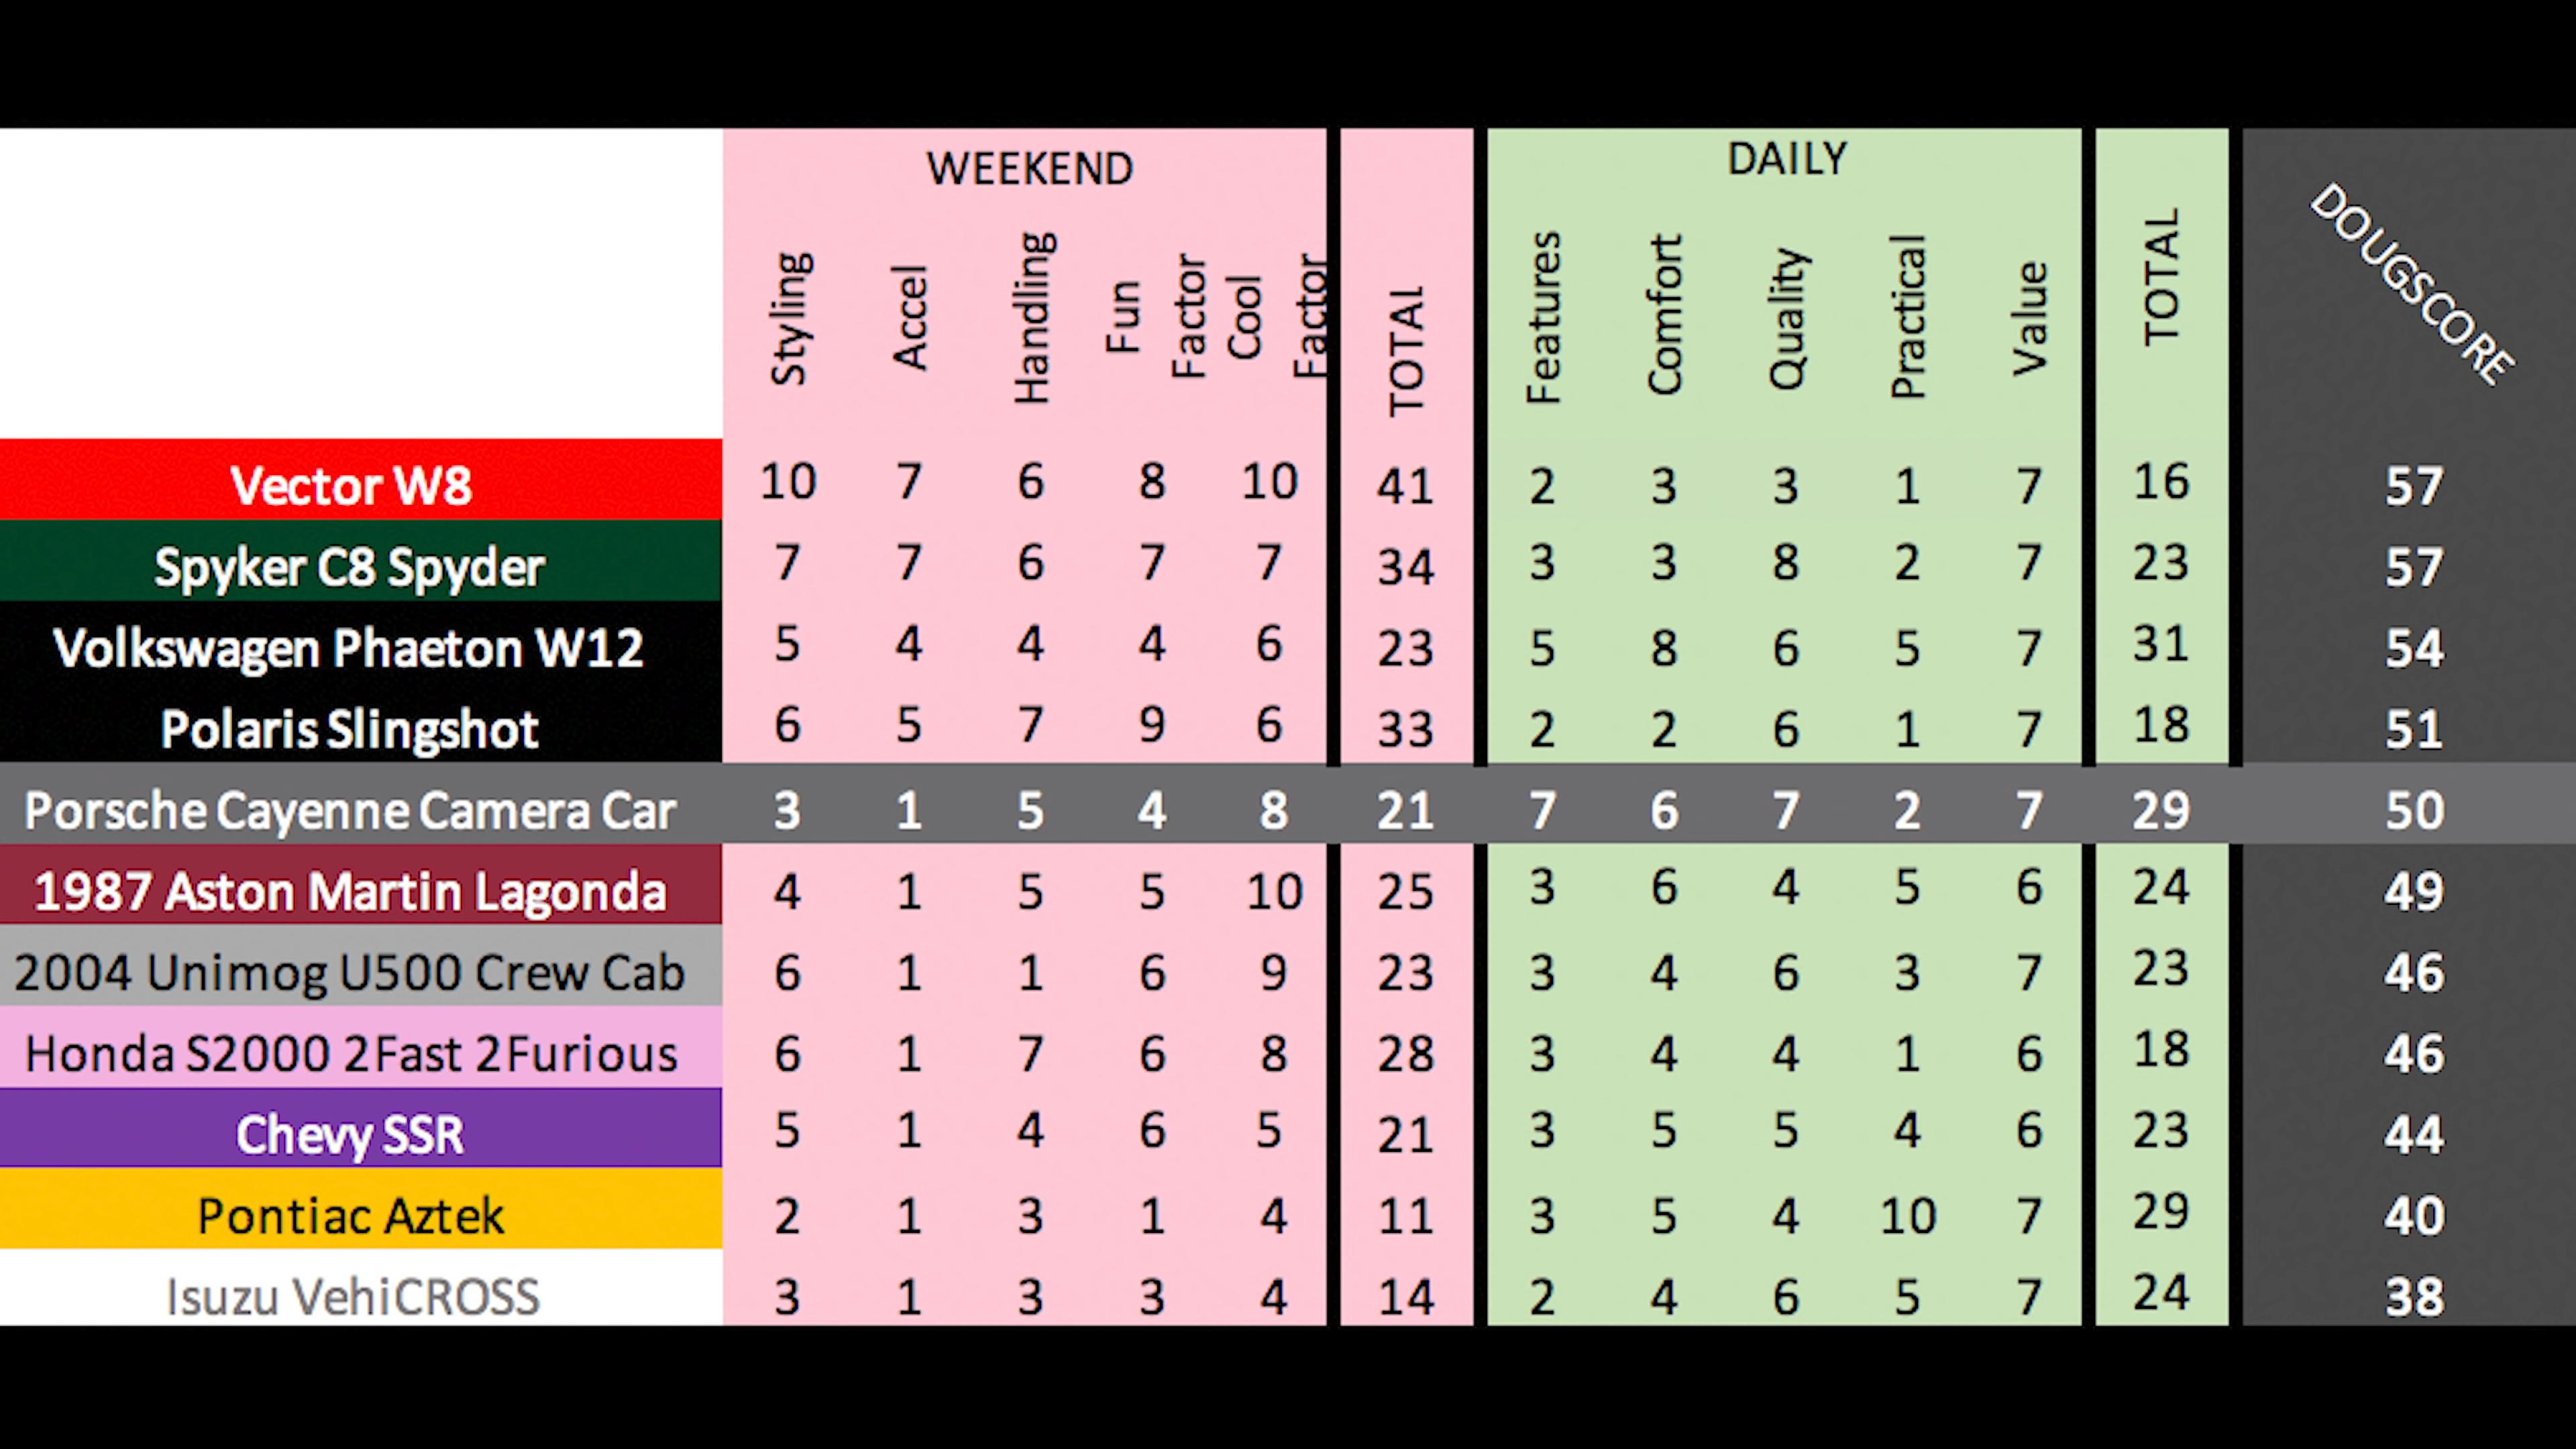 WEEKEND DAILY
Styling Accel Handling Fun Factor Cool Factor TOTAL Features Comfort Quality Practical Value TOTAL DOUGSCORE
Vector W8 10 7 6 8 10 41 2 3 3 1 7 16 57
Spyker C8 Spyder 7 7 6 7 7 34 3 3 8 2 7 23 57
Volkswagen Phaeton W12 5 4 4 4 6 23 5 8 6 5 7 31 54
Polaris Slingshot 6 5 7 9 6 33 2 2 6 1 7 18 51
Porsche Cayenne Camera Car 3 1 5 4 8 21 7 6 7 2 7 29 50
1987 Aston Martin Lagonda 4 1 5 5 10 25 3 6 4 5 6 24 49
2004 Unimog U500 Crew Cab 6 1 1 6 9 23 3 4 6 3 7 23 46
Honda S2000 2Fast 2Furious 6 1 7 6 8 28 3 4 4 1 6 18 46
Chevy SSR 5 1 4 6 5 21 3 5 5 4 6 23 44
Pontiac Aztek 2 1 3 1 4 11 3 5 4 10 7 29 40
Isuzu VehiCROSS 3 1 3 3 4 14 2 4 6 5 7 24 38